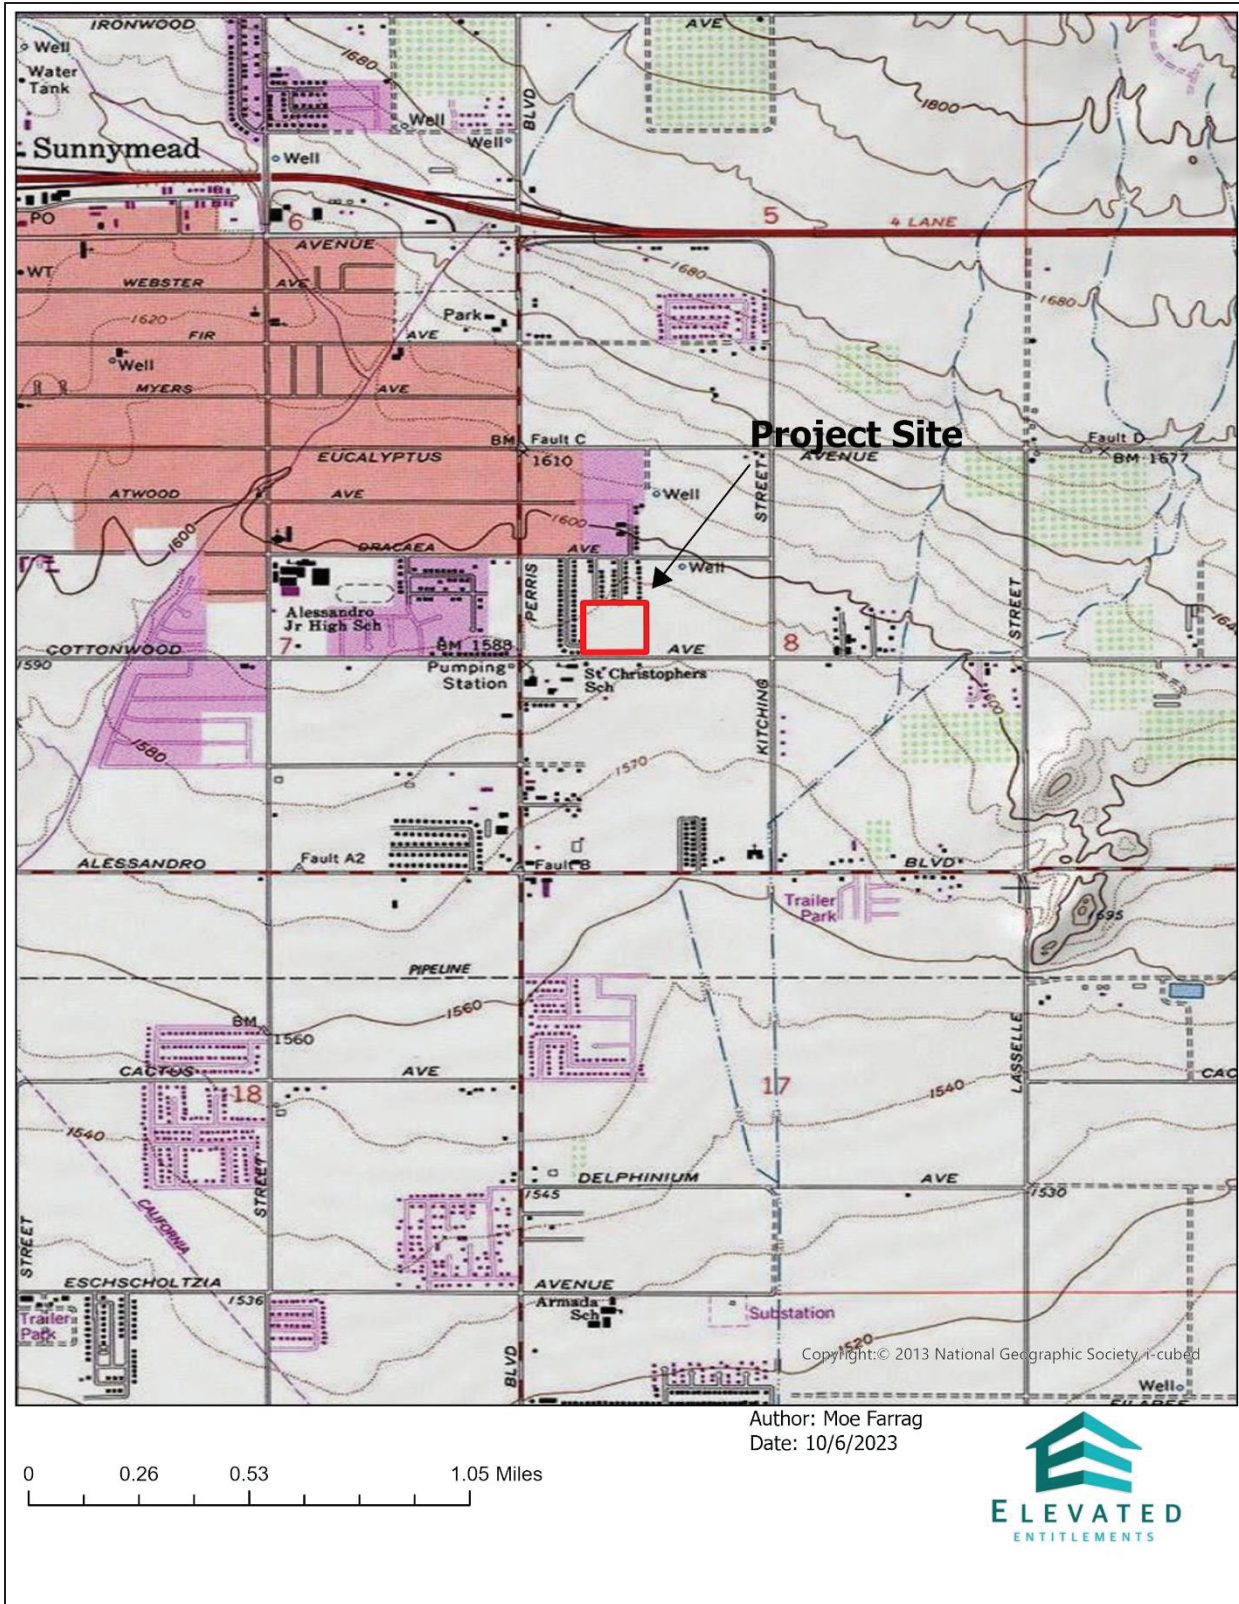 IRONWOOD
AVE
1680
Well
Water
Tank
1800
BLVD
Well
Well
Sunnymead
Well
PO
6
5
4 LANE
AVENUE
WT
1680
WEBSTER
AVE
1680
1620
Park
FIR
AVE
Well
MYERS
AVE
Project Site
BM
Fault C
Fault D
EUCALYPTUS
1610
AVENUE
BM 1677
ATWOOD
AVE
Well
STREET
1600
1600
DRACAEA
AVE
Well
PERRIS
STREET
Alessandro
Jr High Sch
7
BM 1588
8
COTTONWOOD
AVE
1590
Pumping
Station
St Christophers
Sch
KITCHING
1600
1580
1570
ALESSANDRO
Fault A2
Fault B
BLVD
Trailer
Park
1695
PIPELINE
1560
BM
1560
LASSELLE
CACTUS
AVE
CAC
18
17
1540
1540
STREET
DELPHINIUM
AVE
1545
1530
CALIFORNIA
STREET
ESCHSCHOLTZIA
AVENUE
1536
Armada
Sch
Substation
Trailer
Park
BLVD
1520
Copyright:© 2013 National Geographic Society, i-cubed
Well
Author: Moe Farrag
Date: 10/6/2023
0 0.26 0.53 1.05 Miles
ELEVATED
ENTITLEMENTS